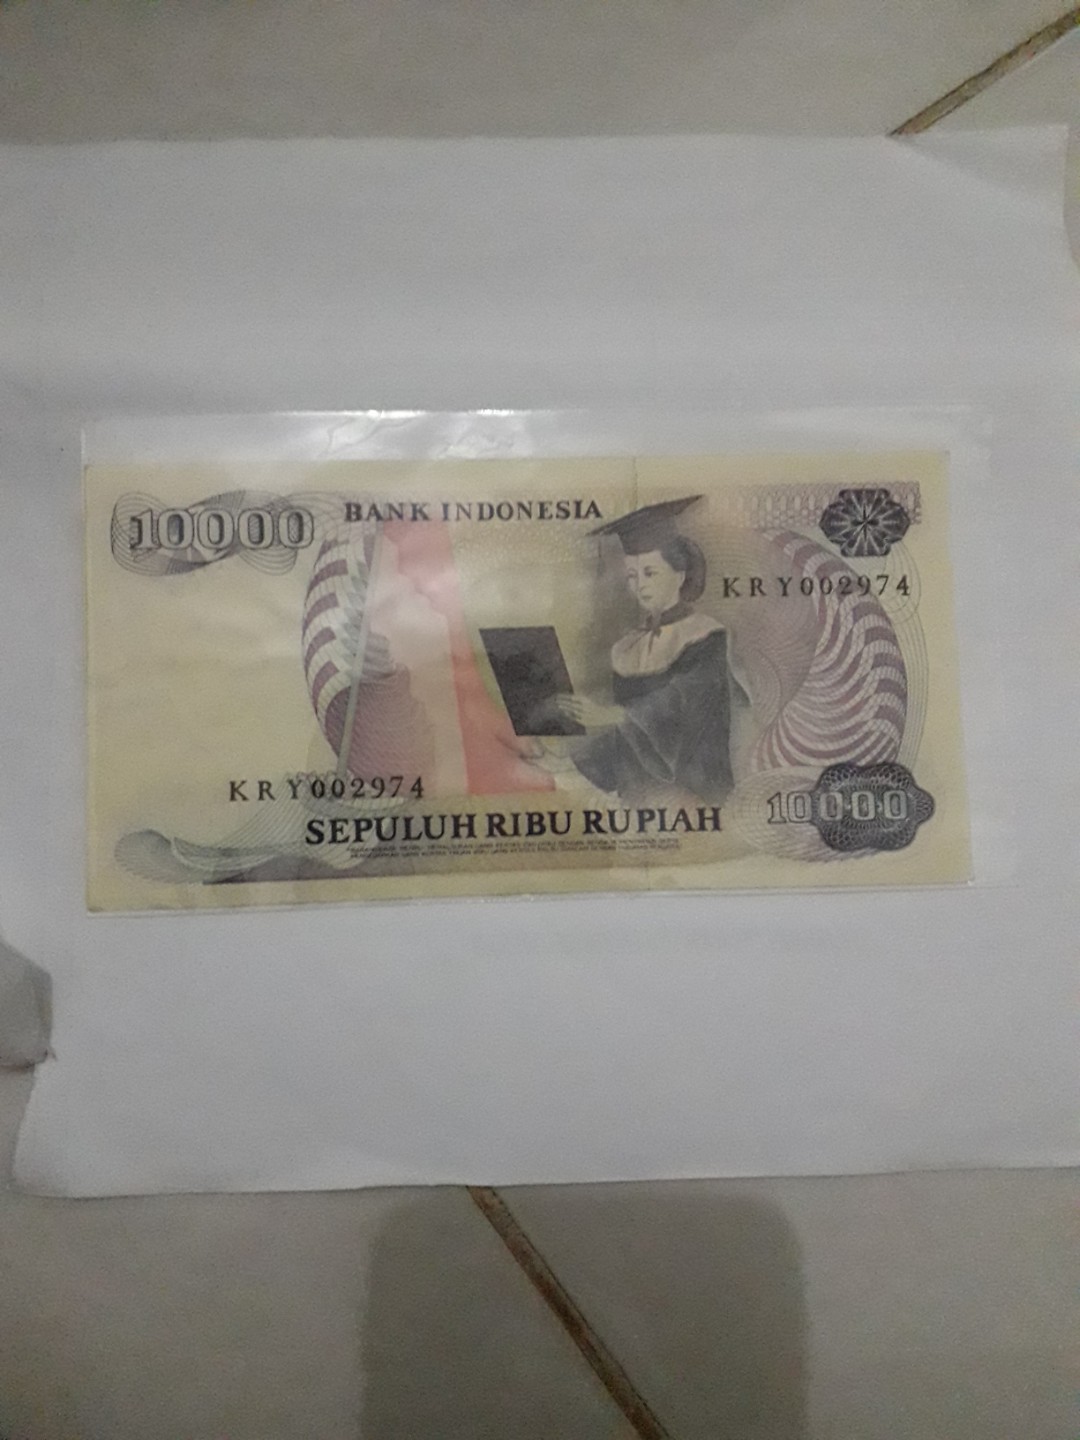 10000
BANK INDONESIA
KRY002974
KRY002974
10000
SEPULUH RIBU RUPIAH